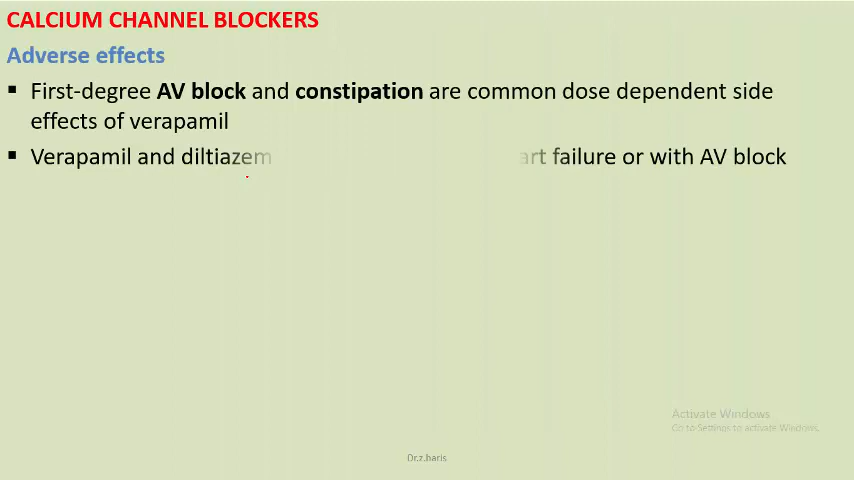 CALCIUM CHANNEL BLOCKERS
Adverse effects
▪ First-degree AV block and constipation are common dose dependent side
effects of verapamil
▪ Verapamil and diltiazem failure or with AV block
Activate Windows
Go to Settings to activate Windows.
Dr.z.haris